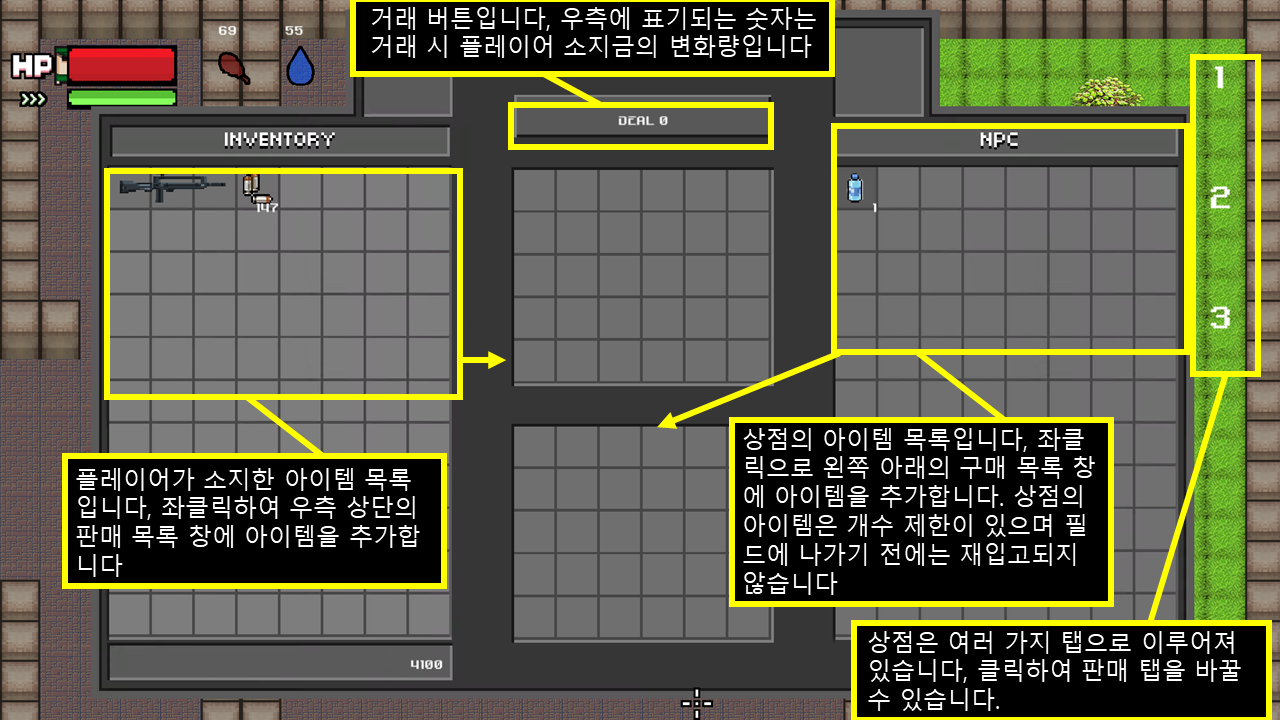 거래 버튼입니다, 우측에 표기되는 숫자는
거래 시 플레이어 소지금의 변화량입니다
69
55
HP
DEAL 0
INVENTORY
NPC
147
1
1
2
3
플레이어가 소지한 아이템 목록
입니다, 좌클릭하여 우측 상단의
판매 목록 창에 아이템을 추가합
니다
상점의 아이템 목록입니다, 좌클
릭으로 왼쪽 아래의 구매 목록 창
에 아이템을 추가합니다. 상점의
아이템은 개수 제한이 있으며 필
드에 나가기 전에는 재입고되지
않습니다
상점은 여러 가지 탭으로 이루어져
있습니다, 클릭하여 판매 탭을 바꿀
수 있습니다.
4100